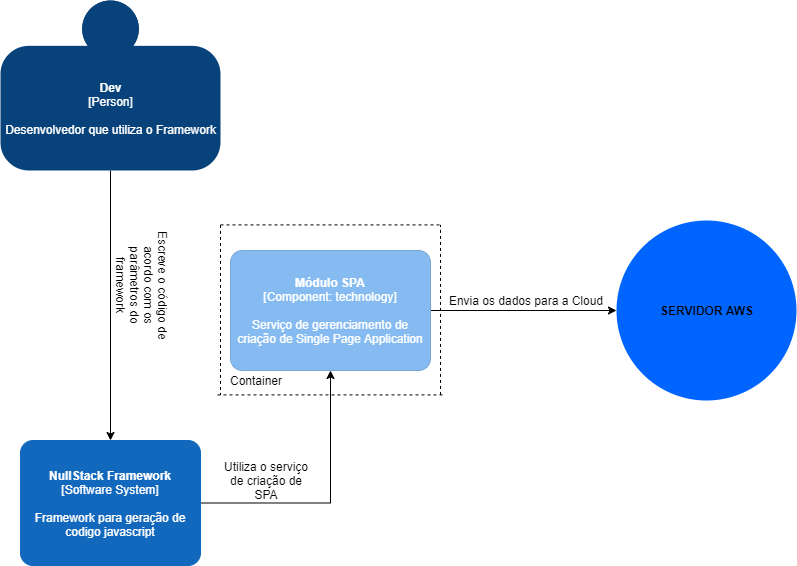 Dev
[Person]
Desenvolvedor que utiliza o Framework
Escreve o código de
acordo com os
parâmetros do
framework
Módulo SPA
[Component: technology]
Serviço de gerenciamento de
criação de Single Page Application
Container
Envia os dados para a Cloud
SERVIDOR AWS
NullStack Framework
[Software System]
Framework para geração de
codigo javascript
Utiliza o serviço
de criação de
SPA